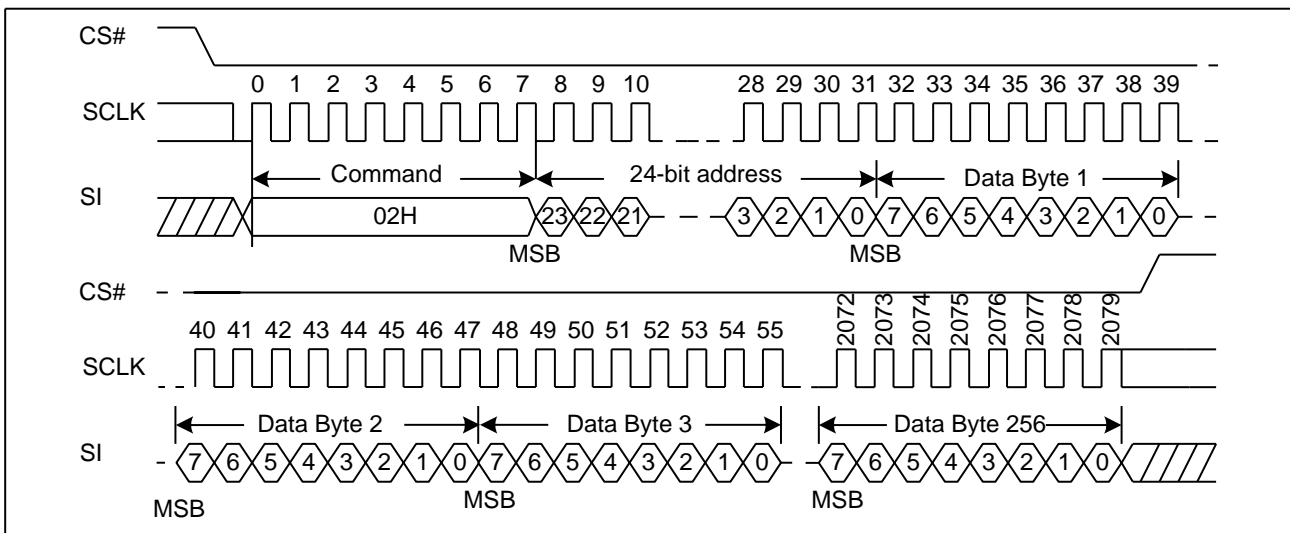 CS#
0 1 2 3 4 5 6 7 8 9 10 28 29 30 31 32 33 34 35 36 37 38 39
SCLK
Command 24-bit address Data Byte 1
SI
02H 23 22 21 3 2 1 0 7 6 5 4 3 2 1 0
MSB MSB
CS#
40 41 42 43 44 45 46 47 48 49 50 51 52 53 54 55 2072 2073 2074 2075 2076 2077 2078 2079
SCLK
Data Byte 2 Data Byte 3 Data Byte 256
SI
7 6 5 4 3 2 1 0 7 6 5 4 3 2 1 0 7 6 5 4 3 2 1 0
MSB MSB MSB